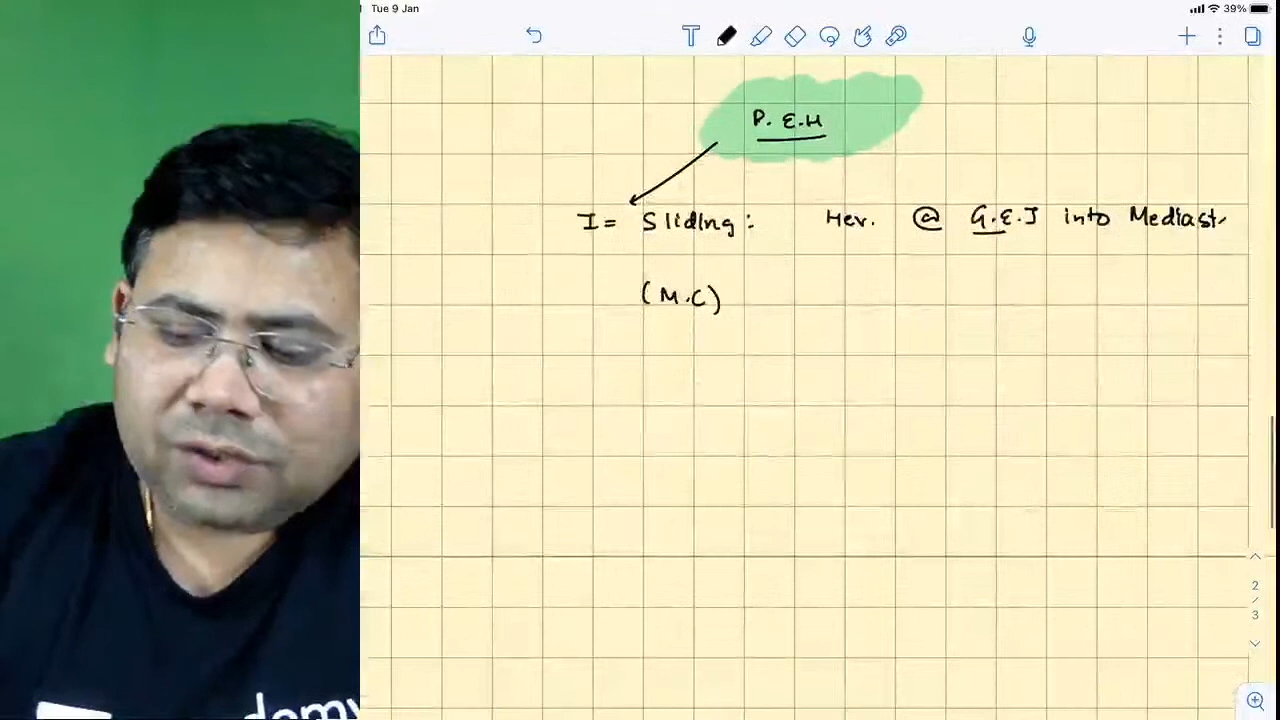 Tue 9 Jan
39%
P. E.H
I= Sliding: Her. @ G.E.J into Mediast.
(M.C)
2
3